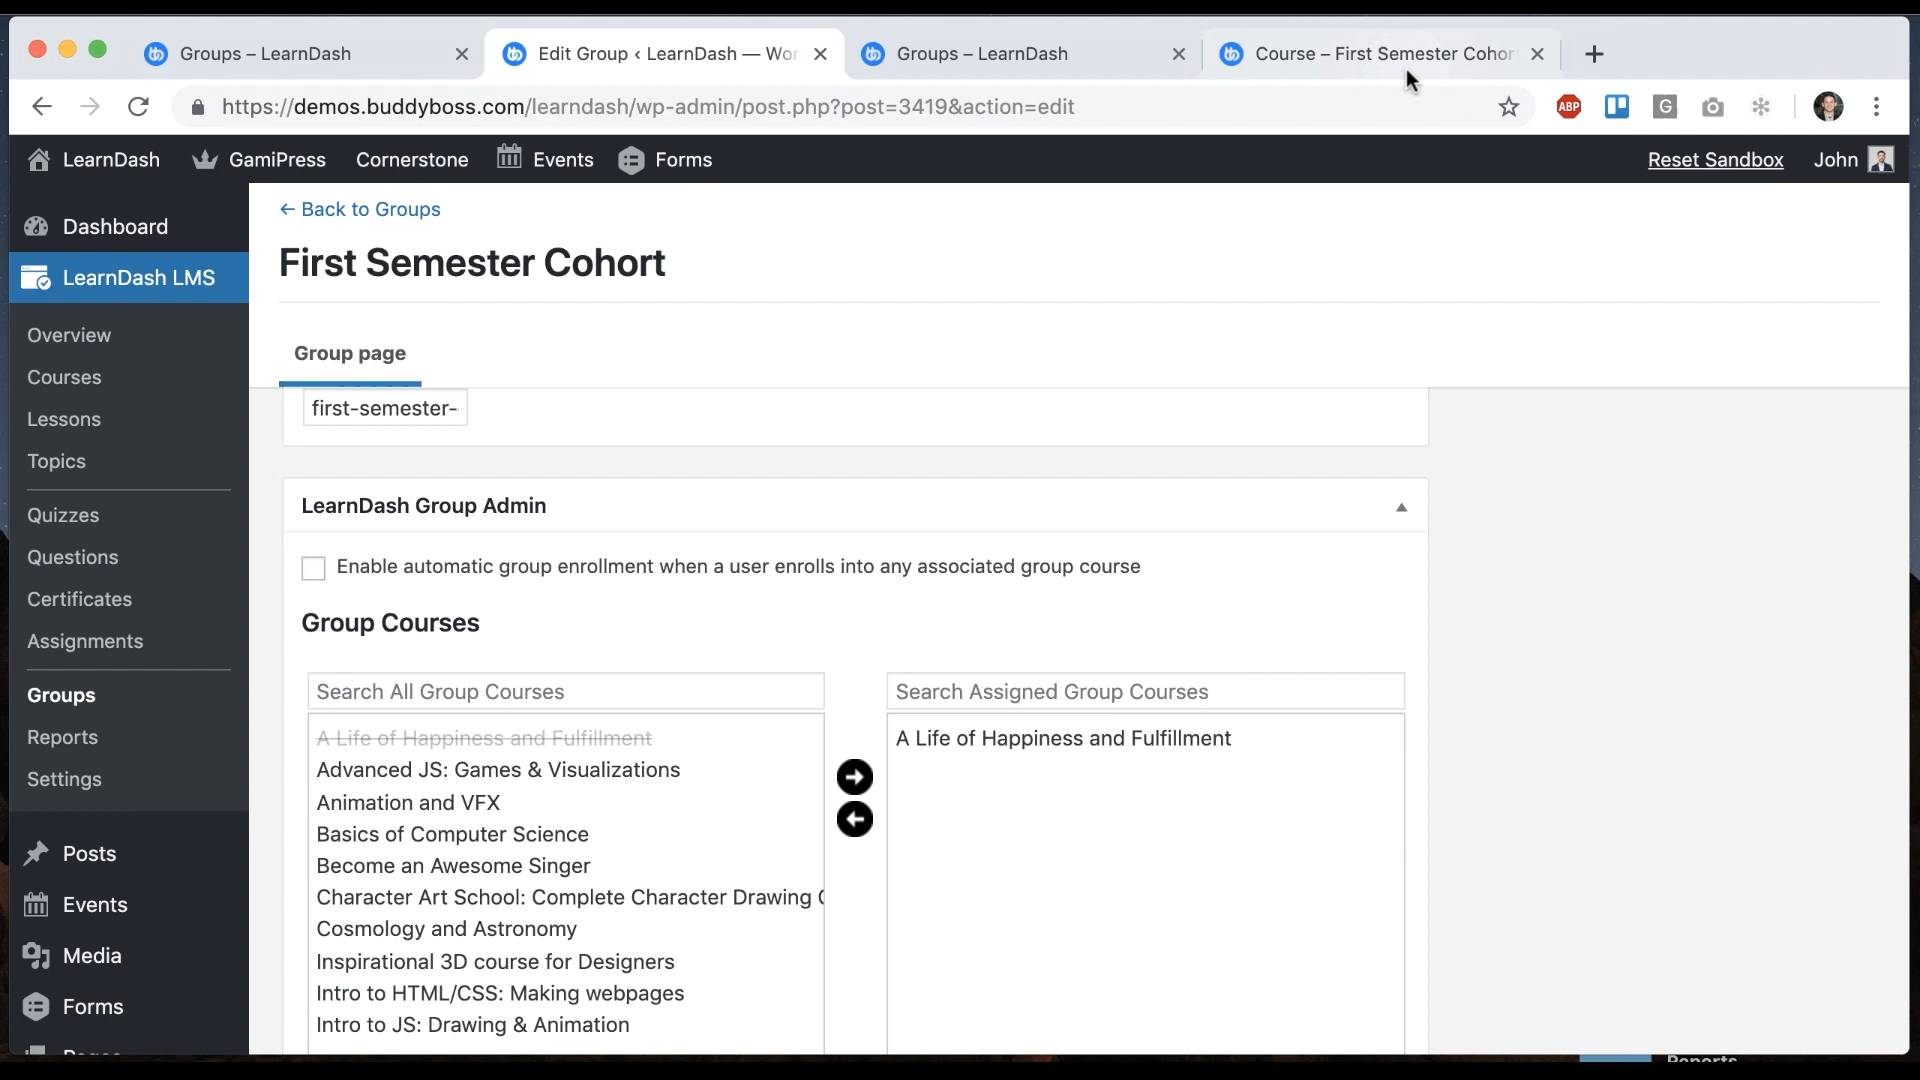 Groups – LearnDash
Edit Group ‹ LearnDash — Wor
Groups – LearnDash
Course – First Semester Cohor
https://demos.buddyboss.com/learndash/wp-admin/post.php?post=3419&action=edit
ABP
G
LearnDash
GamiPress
Cornerstone
Events
Forms
Reset Sandbox
John
Dashboard
LearnDash LMS
Overview
Courses
Lessons
Topics
Quizzes
Questions
Certificates
Assignments
Groups
Reports
Settings
Posts
Events
Media
Forms
← Back to Groups
First Semester Cohort
Group page
first-semester-
LearnDash Group Admin
Enable automatic group enrollment when a user enrolls into any associated group course
Group Courses
Search All Group Courses
A Life of Happiness and Fulfillment
Advanced JS: Games & Visualizations
Animation and VFX
Basics of Computer Science
Become an Awesome Singer
Character Art School: Complete Character Drawing
Cosmology and Astronomy
Inspirational 3D course for Designers
Intro to HTML/CSS: Making webpages
Intro to JS: Drawing & Animation
Search Assigned Group Courses
A Life of Happiness and Fulfillment